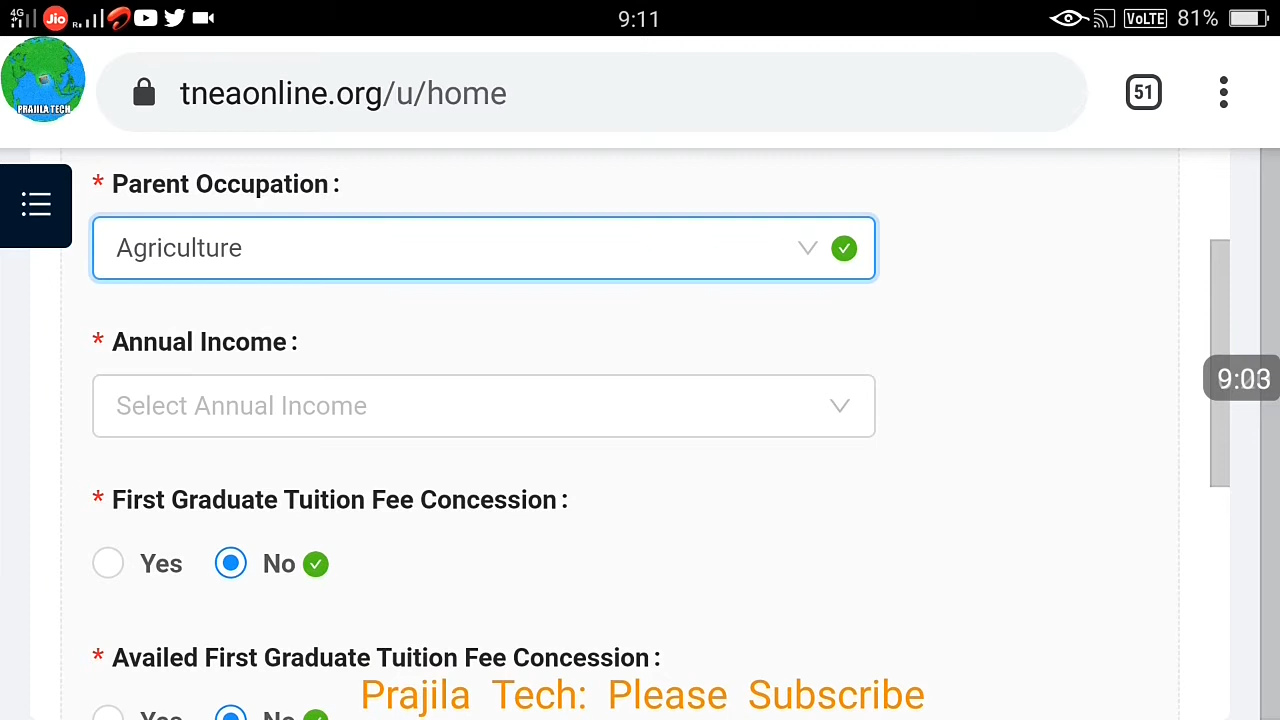 4G Jio R 9:11 VoLTE 81%
PRAJILA TECH
tneaonline.org/u/home
51
* Parent Occupation :
Agriculture
* Annual Income :
9:03
Select Annual Income
* First Graduate Tuition Fee Concession :
Yes No
* Availed First Graduate Tuition Fee Concession :
Prajila Tech: Please Subscribe
Yes No